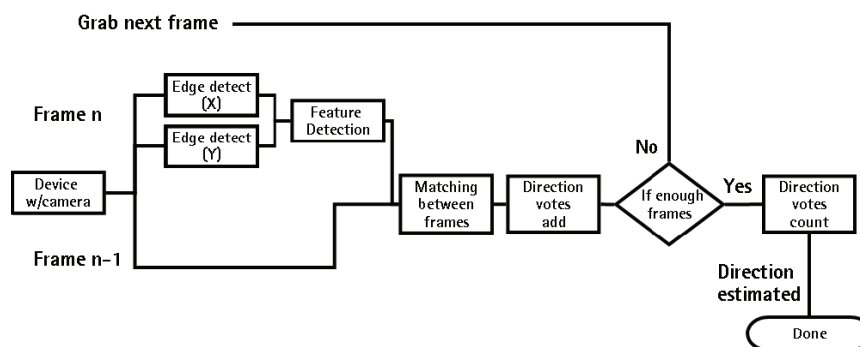 Grab next frame
Edge detect
(X)
Frame n
Feature
Detection
Edge detect
(Y)
No
Device
w/camera
Matching
between
frames
Direction
votes
add
If enough
frames
Yes
Direction
votes
count
Frame n-1
Direction
estimated
Done